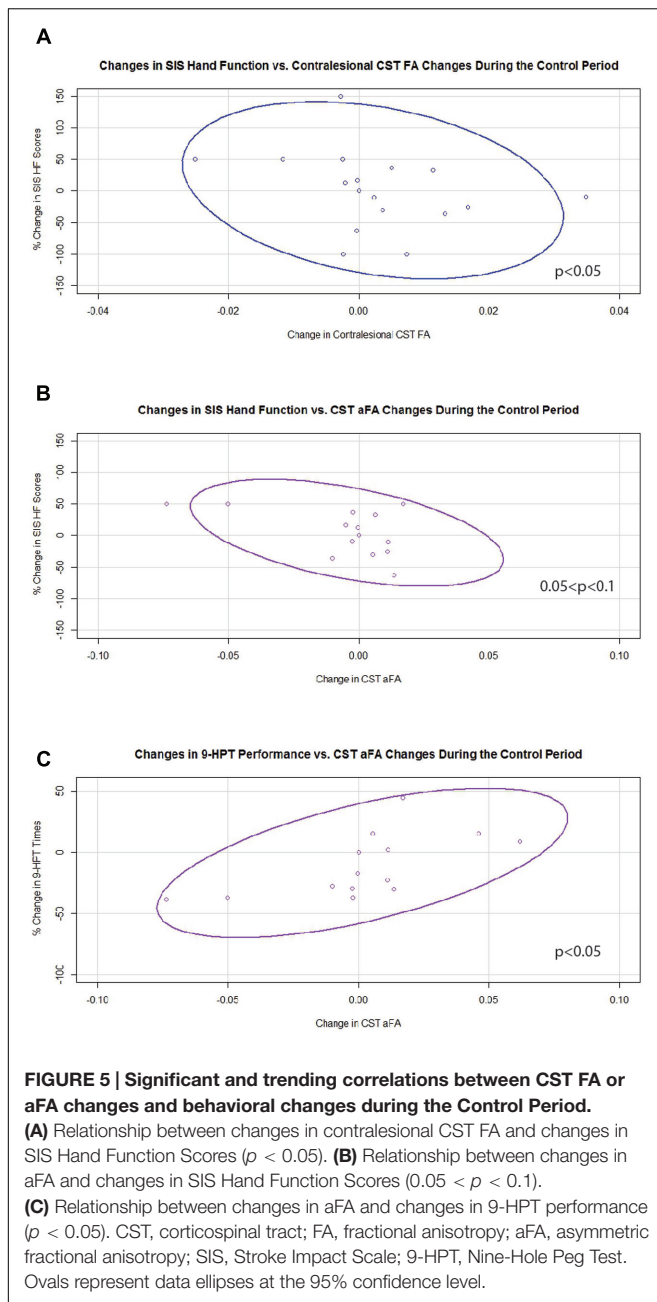 A
Changes in SIS Hand Function vs. Contralesional CST FA Changes During the Control Period
% Change in SIS HF Scores
150
100
50
0
-50
-100
-150
p<0.05
-0.04 -0.02 0.00 0.02 0.04
Change in Contralesional CST FA
B
Changes in SIS Hand Function vs. CST aFA Changes During the Control Period
% Change in SIS HF Scores
150
100
50
0
-50
-100
-150
0.05<p<0.1
-0.10 -0.05 0.00 0.05 0.10
Change in CST aFA
C
Changes in 9-HPT Performance vs. CST aFA Changes During the Control Period
% Change in 9-HPT Times
50
0
-50
-100
p<0.05
-0.10 -0.05 0.00 0.05 0.10
Change in CST aFA
FIGURE 5 | Significant and trending correlations between CST FA or
aFA changes and behavioral changes during the Control Period.
(A) Relationship between changes in contralesional CST FA and changes in
SIS Hand Function Scores (p < 0.05). (B) Relationship between changes in
aFA and changes in SIS Hand Function Scores (0.05 < p < 0.1).
(C) Relationship between changes in aFA and changes in 9-HPT performance
(p < 0.05). CST, corticospinal tract; FA, fractional anisotropy; aFA, asymmetric
fractional anisotropy; SIS, Stroke Impact Scale; 9-HPT, Nine-Hole Peg Test.
Ovals represent data ellipses at the 95% confidence level.